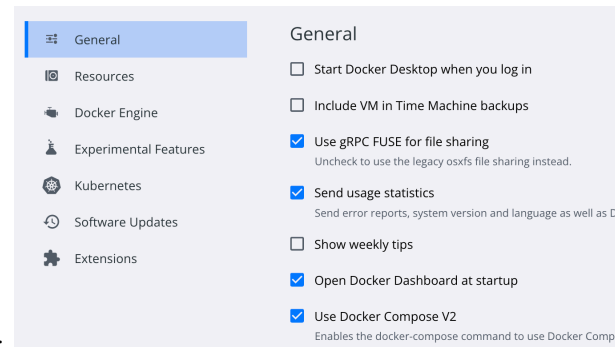 General
Resources
Docker Engine
Experimental Features
Kubernetes
Software Updates
Extensions
General
Start Docker Desktop when you log in
Include VM in Time Machine backups
Use gRPC FUSE for file sharing
Uncheck to use the legacy osxfs file sharing instead.
Send usage statistics
Send error reports, system version and language as well as D
Show weekly tips
Open Docker Dashboard at startup
Use Docker Compose V2
Enables the docker-compose command to use Docker Comp